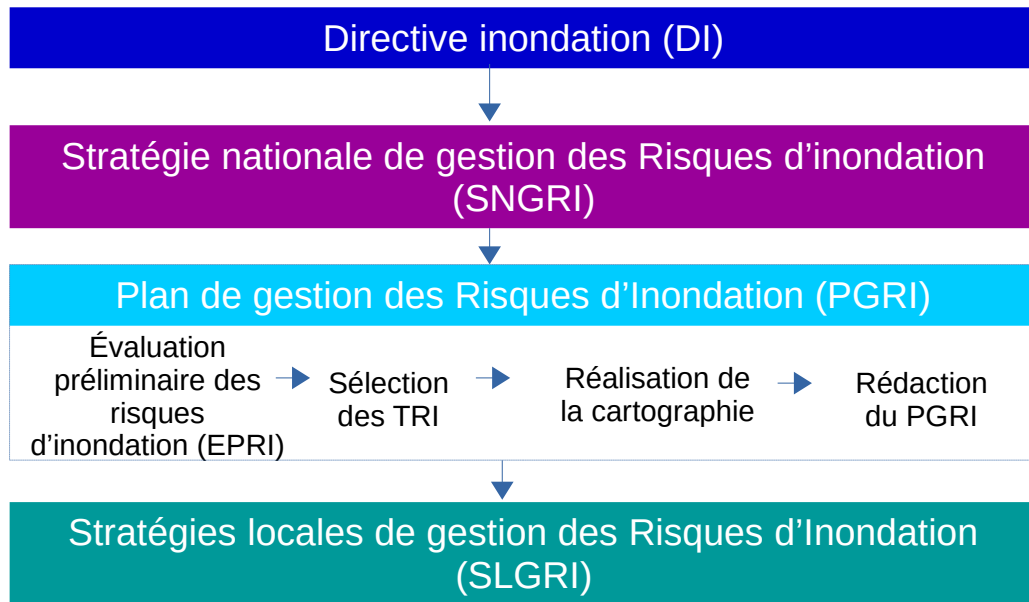 Directive inondation (DI)
Stratégie nationale de gestion des Risques d’inondation
(SNGRI)
Plan de gestion des Risques d’Inondation (PGRI)
Évaluation
préliminaire des
risques
d’inondation (EPRI)
Sélection
des TRI
Réalisation de
la cartographie
Rédaction
du PGRI
Stratégies locales de gestion des Risques d’Inondation
(SLGRI)